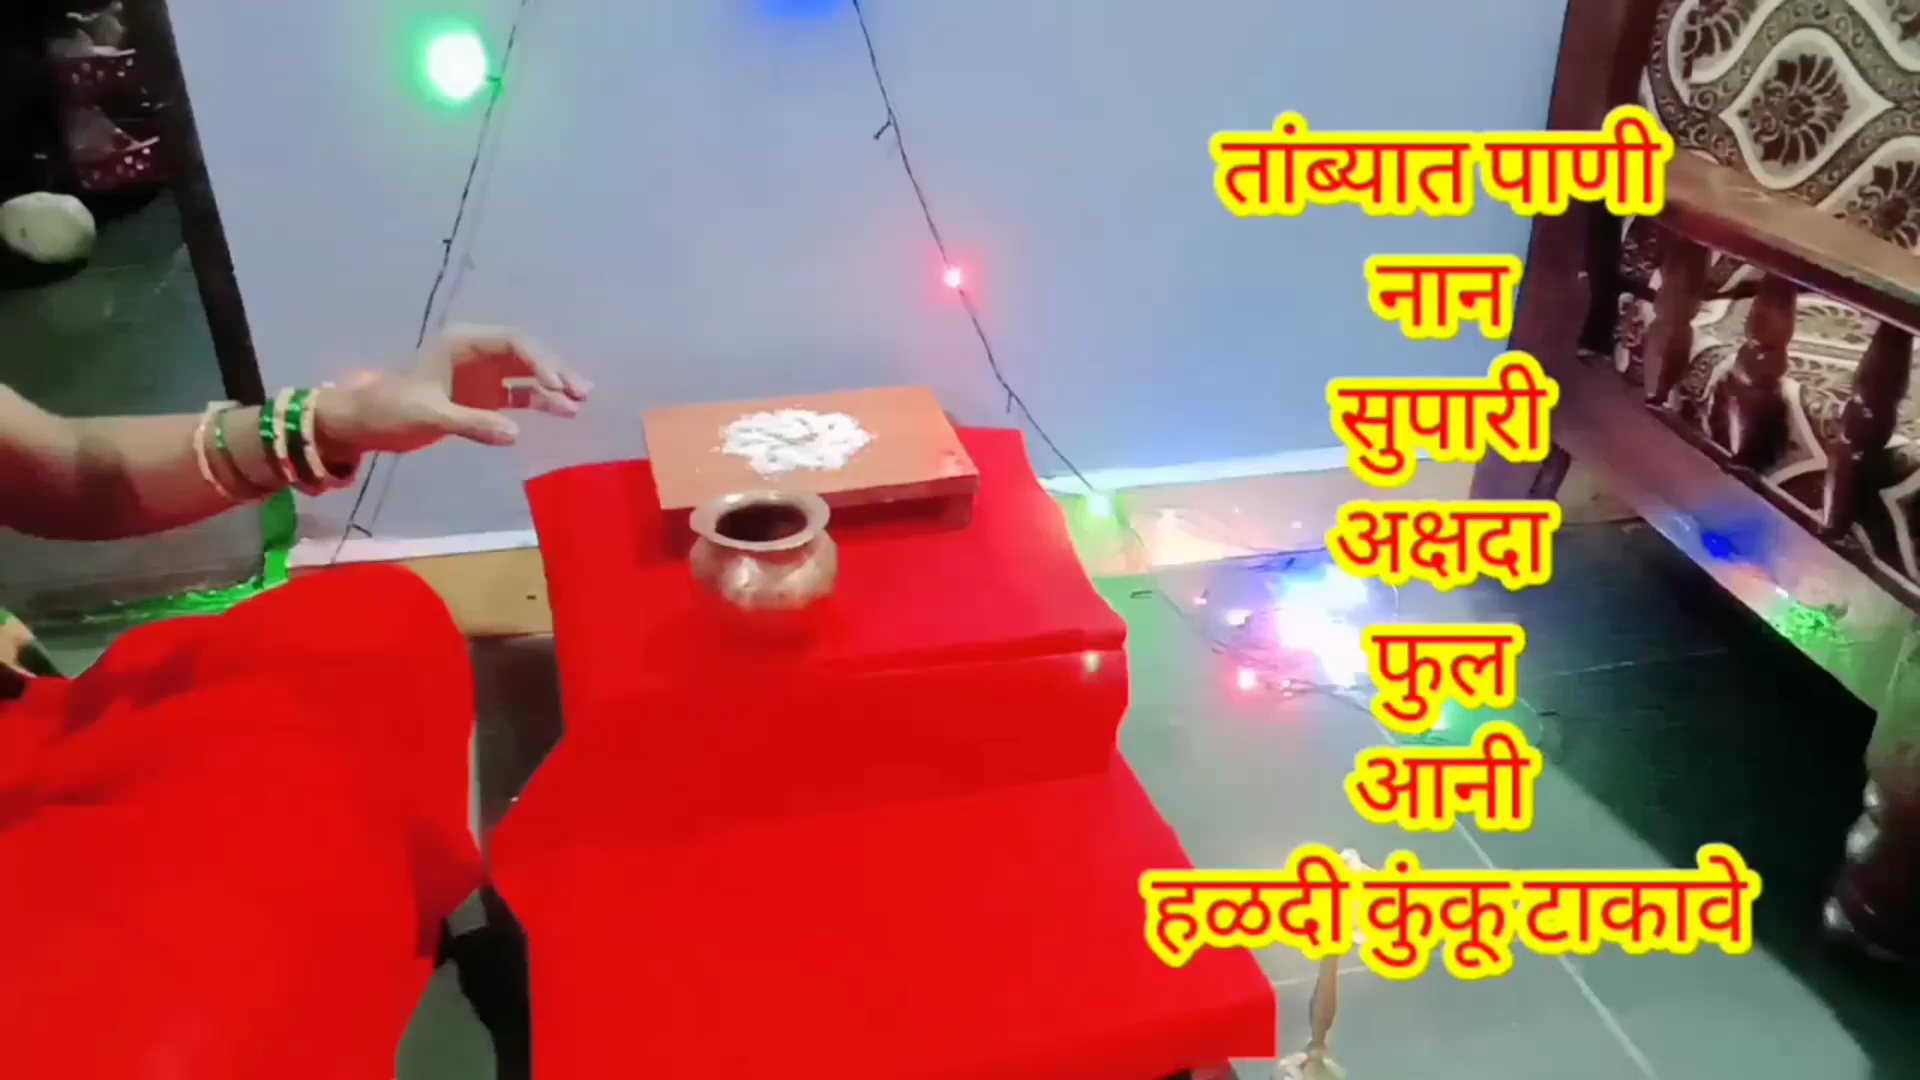 तांब्यात पाणी
नान
सुपारी
अक्षदा
फुल
आनी
हळदी कुंकू टाकावे